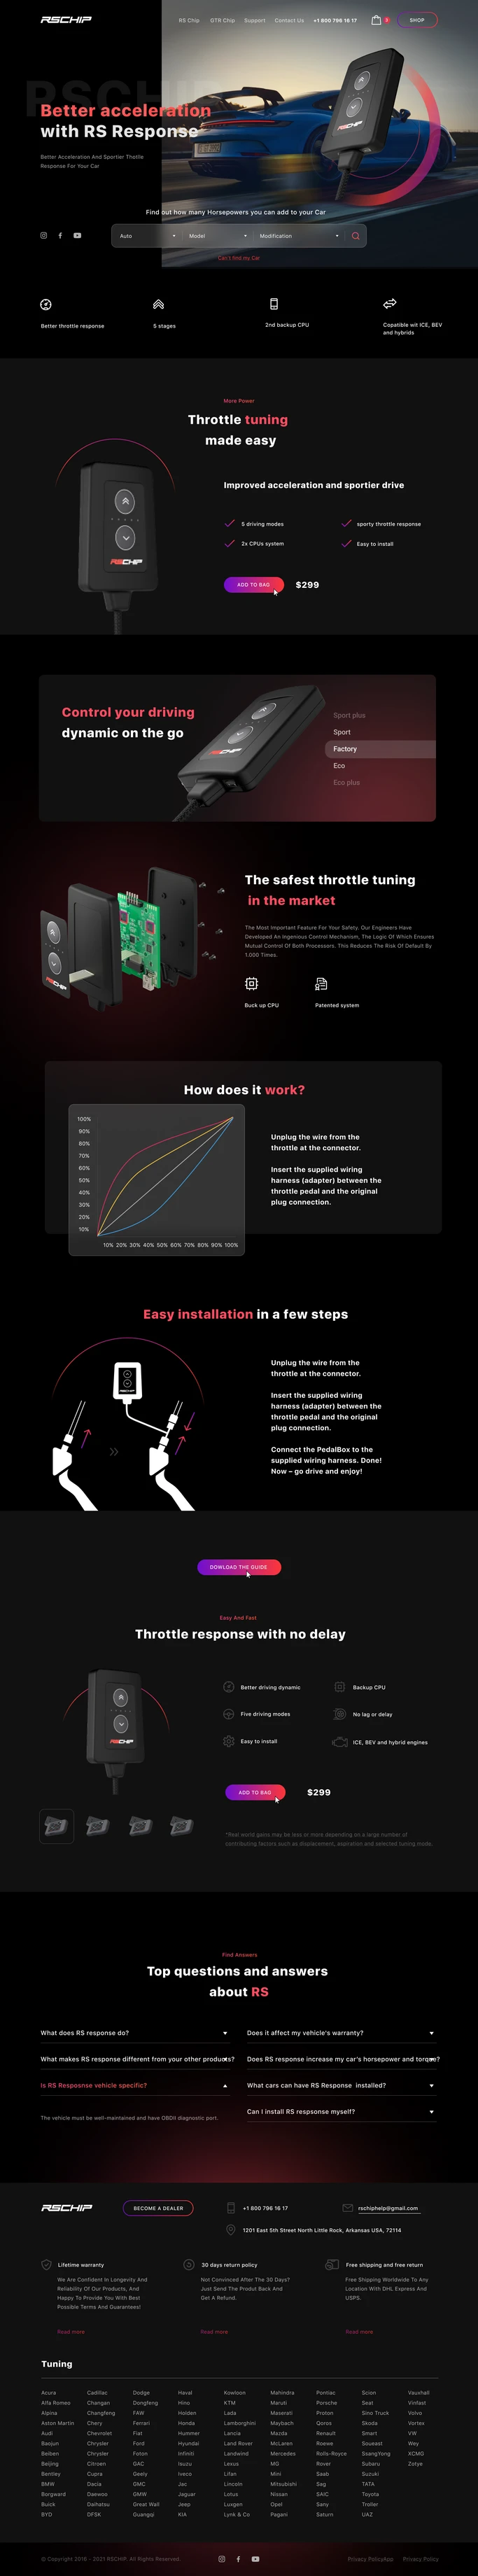 RSCHIP
RS Chip
DTR Chip
Support
Contact Us
+1 800 796 16 17
SHOP
RSCHIP
Better acceleration
with RS Response
Better Acceleration And Sportier Throtlle
Response For Your Car
RSCHIP
Find out how many Horsepowers you can add to your Car
Auto
Model
Modification
Can't find my Car
Better throttle response
5 stages
2nd backup CPU
Copatible wit ICE, BEV
and hybrids
More Power
Throttle tuning
made easy
Improved acceleration and sportier drive
5 driving modes
sporty throttle response
2x CPUs system
Easy to install
ADD TO BAG
$299
RSCHIP
Control your driving
dynamic on the go
RSCHIP
Sport plus
Sport
Factory
Eco
Eco plus
RSCHIP
The safest throttle tuning
in the market
The Most Important Feature For Your Safety. Our Engineers Have
Developed An Ingenious Control Mechanism, The Logic Of Which Ensures
Mutual Control Of Both Processors. This Reduces The Risk Of Default By
1.000 Times.
Buck up CPU
Patented system
How does it work?
100%
90%
80%
70%
60%
50%
40%
30%
20%
10%
10% 20% 30% 40% 50% 60% 70% 80% 90% 100%
Unplug the wire from the
throttle at the connector.
Insert the supplied wiring
harness (adapter) between the
throttle pedal and the original
plug connection.
Easy installation in a few steps
RSCHIP
Unplug the wire from the
throttle at the connector.
Insert the supplied wiring
harness (adapter) between the
throttle pedal and the original
plug connection.
Connect the PedalBox to the
supplied wiring harness. Done!
Now – go drive and enjoy!
DOWLOAD THE GUIDE
Easy And Fast
Throttle response with no delay
RSCHIP
Better driving dynamic
Backup CPU
Five driving modes
No lag or delay
Easy to install
ICE, BEV and hybrid engines
ADD TO BAG
$299
*Real world gains may be less or more depending on a large number of
contributing factors such as displacement, aspiration and selected tuning mode.
Find Answers
Top questions and answers
about RS
What does RS response do?
Does it affect my vehicle's warranty?
What makes RS response different from your other products?
Does RS response increase my car's horsepower and torque?
Is RS Resposnse vehicle specific?
What cars can have RS Response installed?
The vehicle must be well-maintained and have OBDII diagnostic port.
Can I install RS respsonse myself?
RSCHIP
BECOME A DEALER
+1 800 796 16 17
rschiphelp@gmail.com
1201 East 5th Street North Little Rock, Arkansas USA, 72114
Lifetime warranty
30 days return policy
Free shipping and free return
We Are Confident In Longevity And
Reliability Of Our Products, And
Happy To Provide You With Best
Possible Terms And Guarantees!
Not Convinced After The 30 Days?
Just Send The Produt Back And
Get A Refund.
Free Shipping Worldwide To Any
Location With DHL Express And
USPS.
Read more
Read more
Read more
Tuning
Acura Cadillac Dodge Haval Kowloon Mahindra Pontiac Scion Vauxhall
Alfa Romeo Changan Dongfeng Hino KTM Maruti Porsche Seat Vinfast
Alpina Changfeng FAW Holden Lada Maserati Proton Sino Truck Volvo
Aston Martin Chery Ferrari Honda Lamborghini Maybach Qoros Skoda Vortex
Audi Chevrolet Fiat Hummer Lancia Mazda Renault Smart VW
Baojun Chrysler Ford Hyundai Land Rover McLaren Roewe Soueast Wey
Beiben Chrysler Foton Infiniti Landwind Mercedes Rolls-Royce SsangYong XCMG
Beijing Citroen GAC Isuzu Lexus MG Rover Subaru Zotye
Bentley Cupra Geely Iveco Lifan Mini Saab Suzuki
BMW Dacia GMC Jac Lincoln Mitsubishi Sag TATA
Borgward Daewoo GMW Jaguar Lotus Nissan SAIC Toyota
Buick Daihatsu Great Wall Jeep Luxgen Opel Sany Troller
BYD DFSK Guangqi KIA Lynk & Co Pagani Saturn UAZ
© Copyright 2016 - 2021 RSCHIP. All Rights Reserved.
Privacy PolicyApp
Privacy Policy